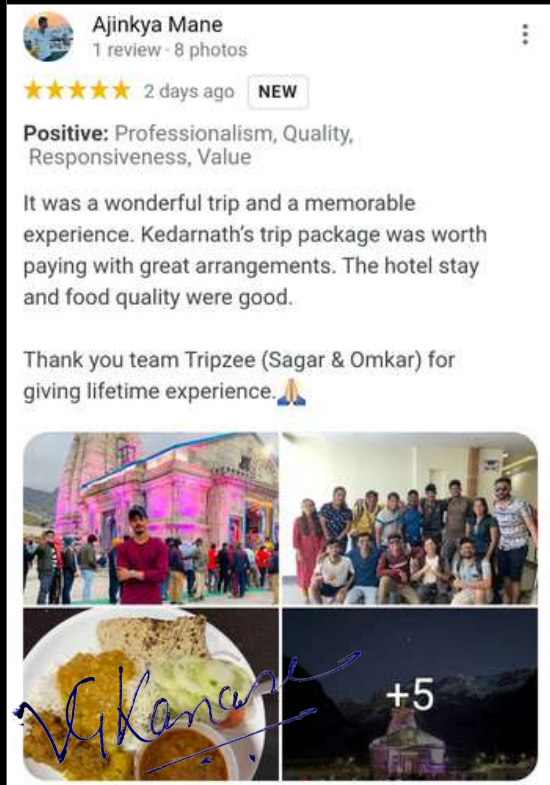 Ajinkya Mane
1 review · 8 photos
2 days ago NEW
Positive: Professionalism, Quality,
Responsiveness, Value
It was a wonderful trip and a memorable
experience. Kedarnath's trip package was worth
paying with great arrangements. The hotel stay
and food quality were good.
Thank you team Tripzee (Sagar & Omkar) for
giving lifetime experience.🙏
+5
VGKanase